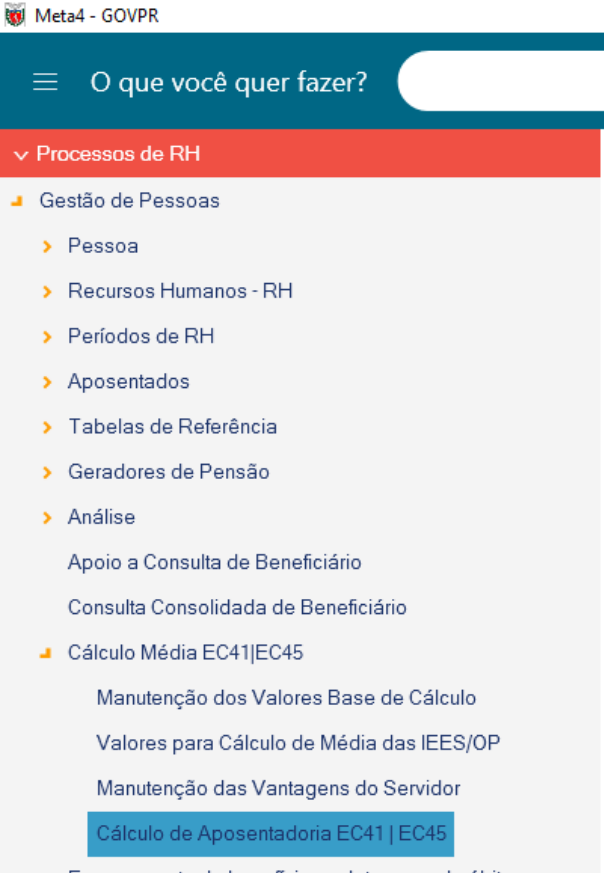 Meta4 - GOVPR
O que você quer fazer?
Processos de RH
Gestão de Pessoas
Pessoa
Recursos Humanos - RH
Períodos de RH
Aposentados
Tabelas de Referência
Geradores de Pensão
Análise
Apoio a Consulta de Beneficiário
Consulta Consolidada de Beneficiário
Cálculo Média EC41|EC45
Manutenção dos Valores Base de Cálculo
Valores para Cálculo de Média das IEES/OP
Manutenção das Vantagens do Servidor
Cálculo de Aposentadoria EC41 | EC45